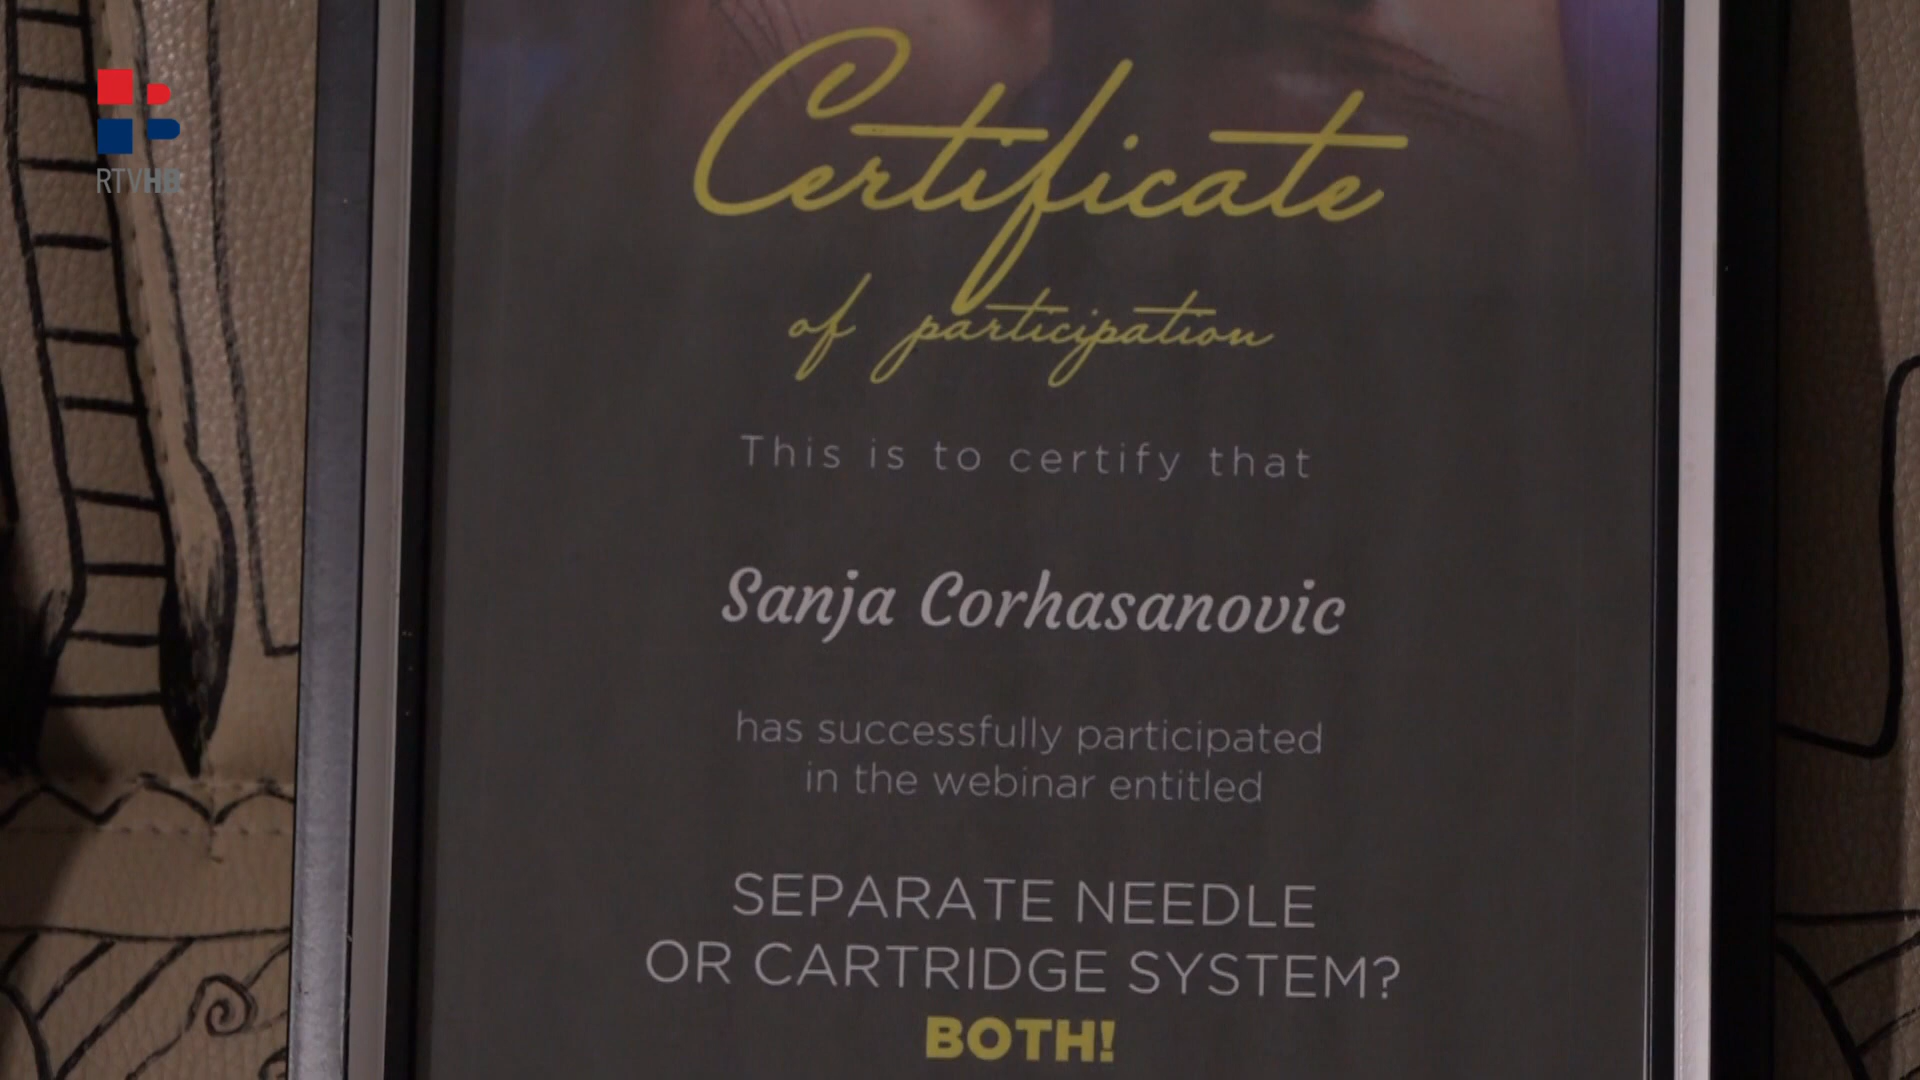 RTVHB
Certificate
of participation
This is to certify that
Sanja Corhasanovic
has successfully participated
in the webinar entitled
SEPARATE NEEDLE
OR CARTRIDGE SYSTEM?
BOTH!